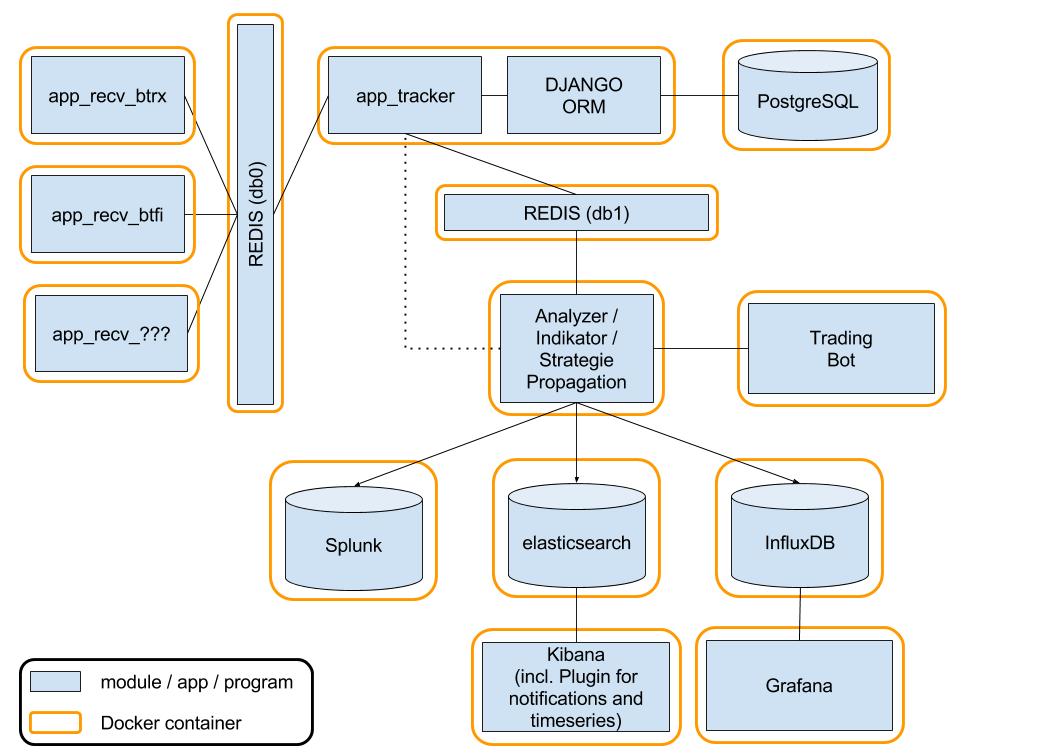 app_recv_btrx
app_recv_btfi
app_recv_???
REDIS (db0)
app_tracker
DJANGO
ORM
PostgreSQL
REDIS (db1)
Analyzer /
Indikator /
Strategie
Propagation
Trading
Bot
Splunk
elasticsearch
InfluxDB
Kibana
(incl. Plugin for
notifications and
timeseries)
Grafana
module / app / program
Docker container